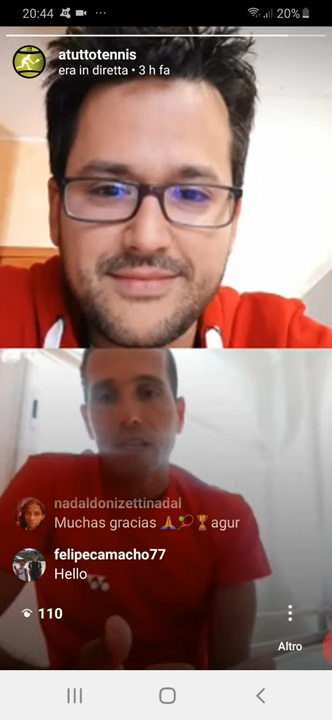 20:44
20%
atuttotennis
era in diretta • 3 h fa
nadaldonizettinadal
Muchas gracias 🙏🎾🏆agur
felipecamacho77
Hello
110
Altro